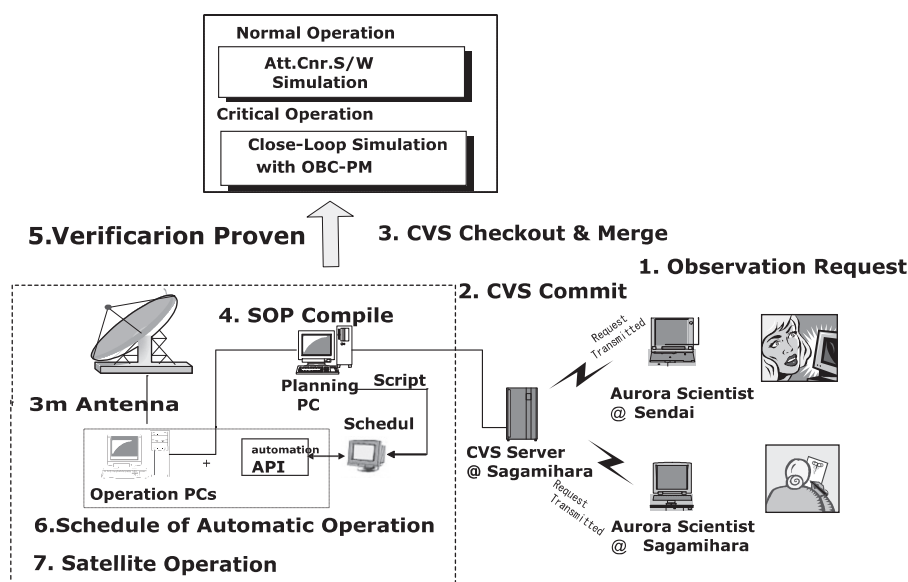 Normal Operation
Att.Cnr.S/W
Simulation
Critical Operation
Close-Loop Simulation
with OBC-PM
5.Verificarion Proven
3. CVS Checkout & Merge
1. Observation Request
2. CVS Commit
4. SOP Compile
Request
Transmitted
Planning
PC
Script
Aurora Scientist
@ Sendai
3m Antenna
Schedul
automation
API
+
Operation PCs
CVS Server
@ Sagamihara
Request
Transmitted
6.Schedule of Automatic Operation
Aurora Scientist
@ Sagamihara
7. Satellite Operation